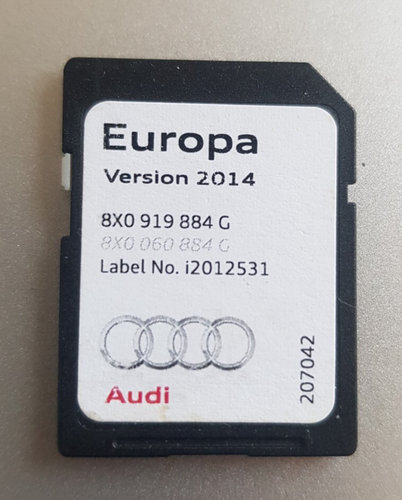 Europa
Version 2014
8X0 919 884 G
8X0 060 884 G
Label No. i2012531
Audi
207042